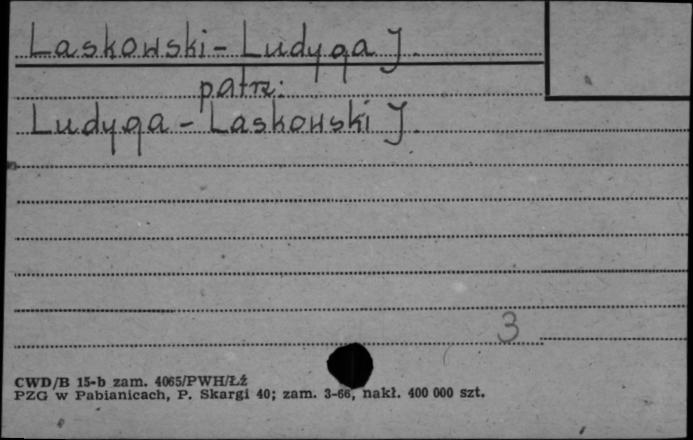 Laskowski - Ludyga J.
patrz:
Ludyga - Laskowski J.
3
CWD/B 15-b zam. 4065/PWH/Łź
PZG w Pabianicach, P. Skargi 40; zam. 3-66, nakł. 400 000 szt.